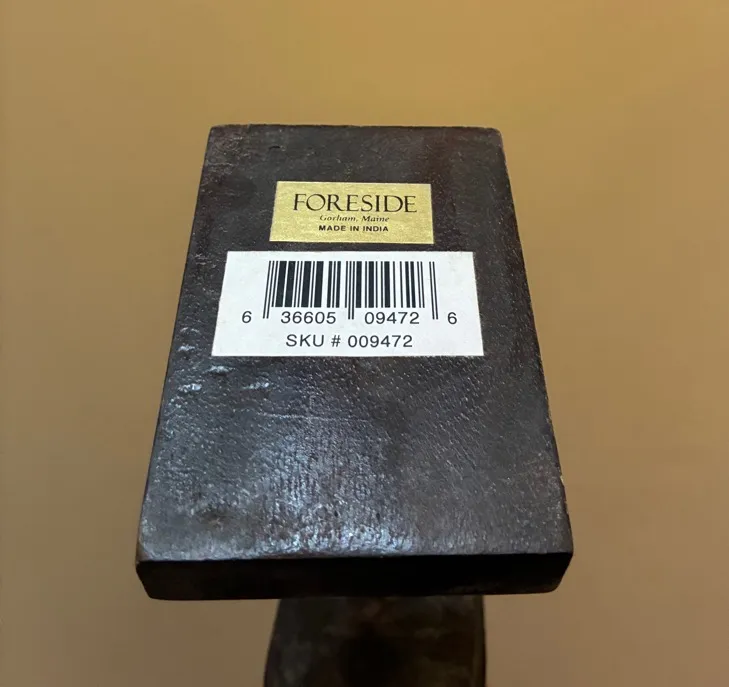 FORESIDE
Gorham, Maine
MADE IN INDIA
6 36605 09472 6
SKU # 009472